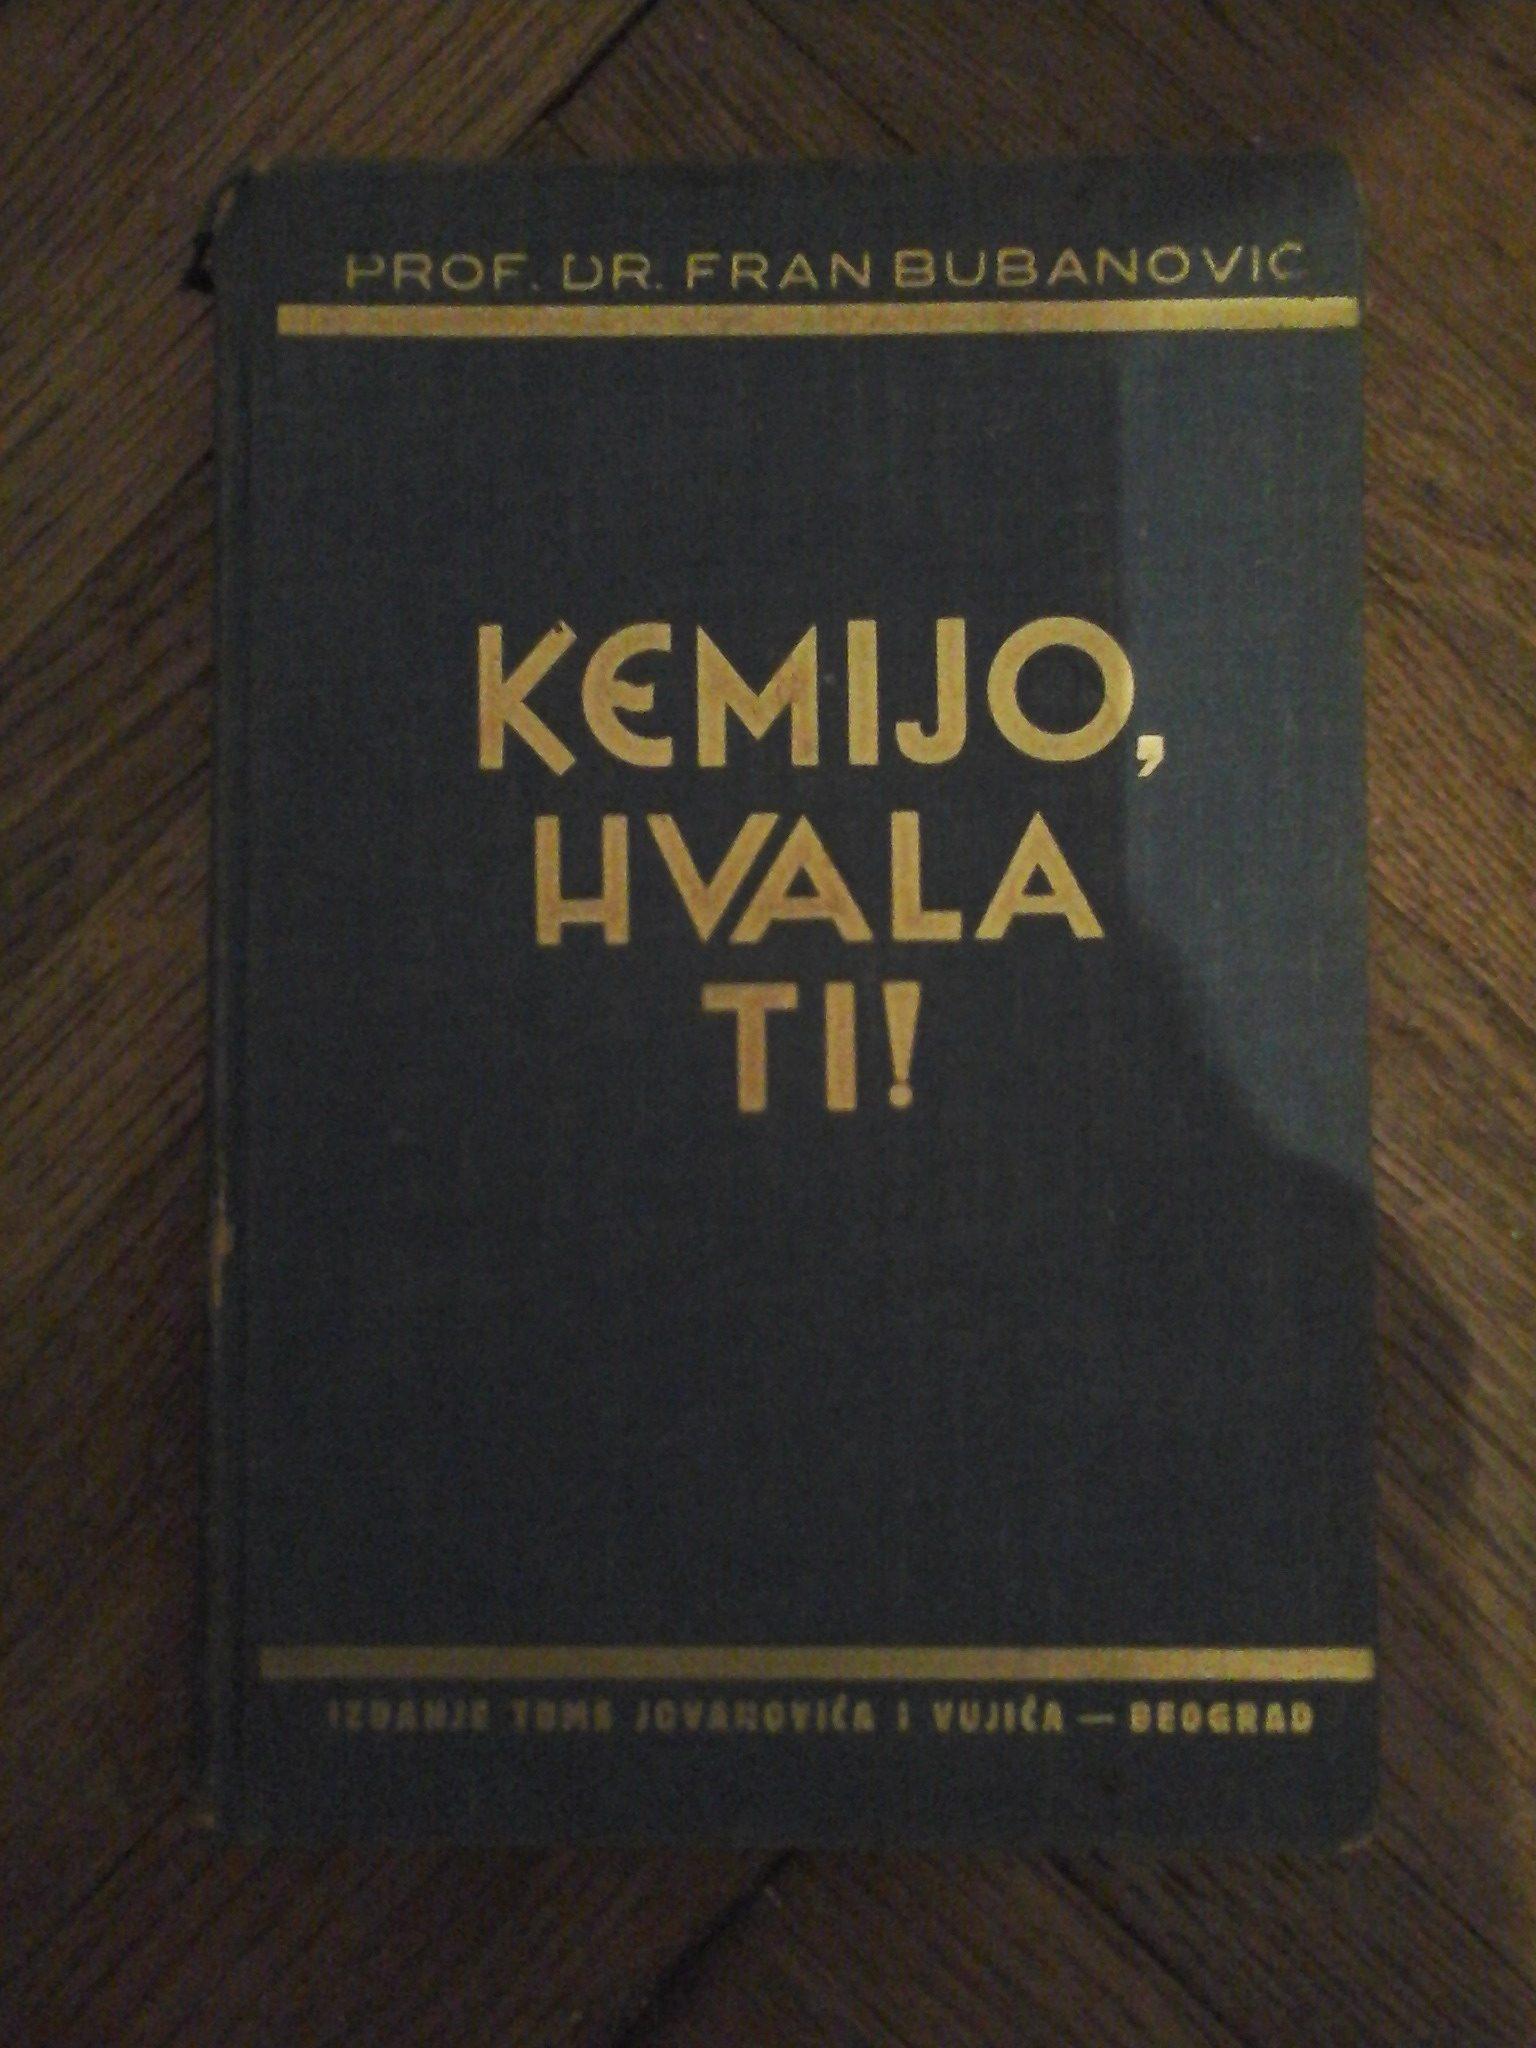 PROF. DR. FRAN BUBANOVIĆ
KEMIJO,
HVALA
TI!
IZDANJE TOME JOVANOVIĆA I VUJIĆA — BEOGRAD